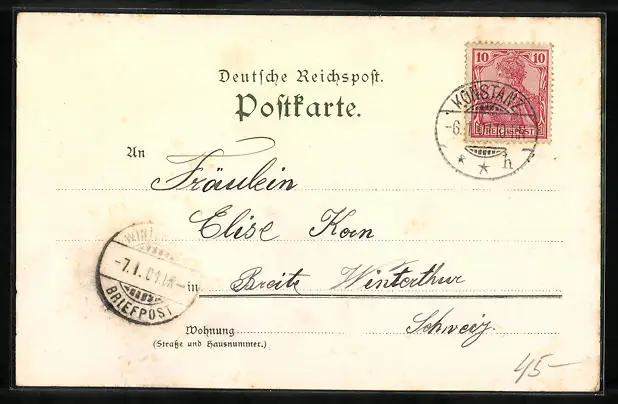 10 10
REICHSPOST
Deutsche Reichspost.
Postkarte.
KONSTANZ
-6.
* * h
An
Fräulein
Elise Korn
WINT
-7.I.01.
BRIEFPOST
in Breite Winterthur
Wohnung
(Straße und Hausnummer.)
Schweiz.
45-